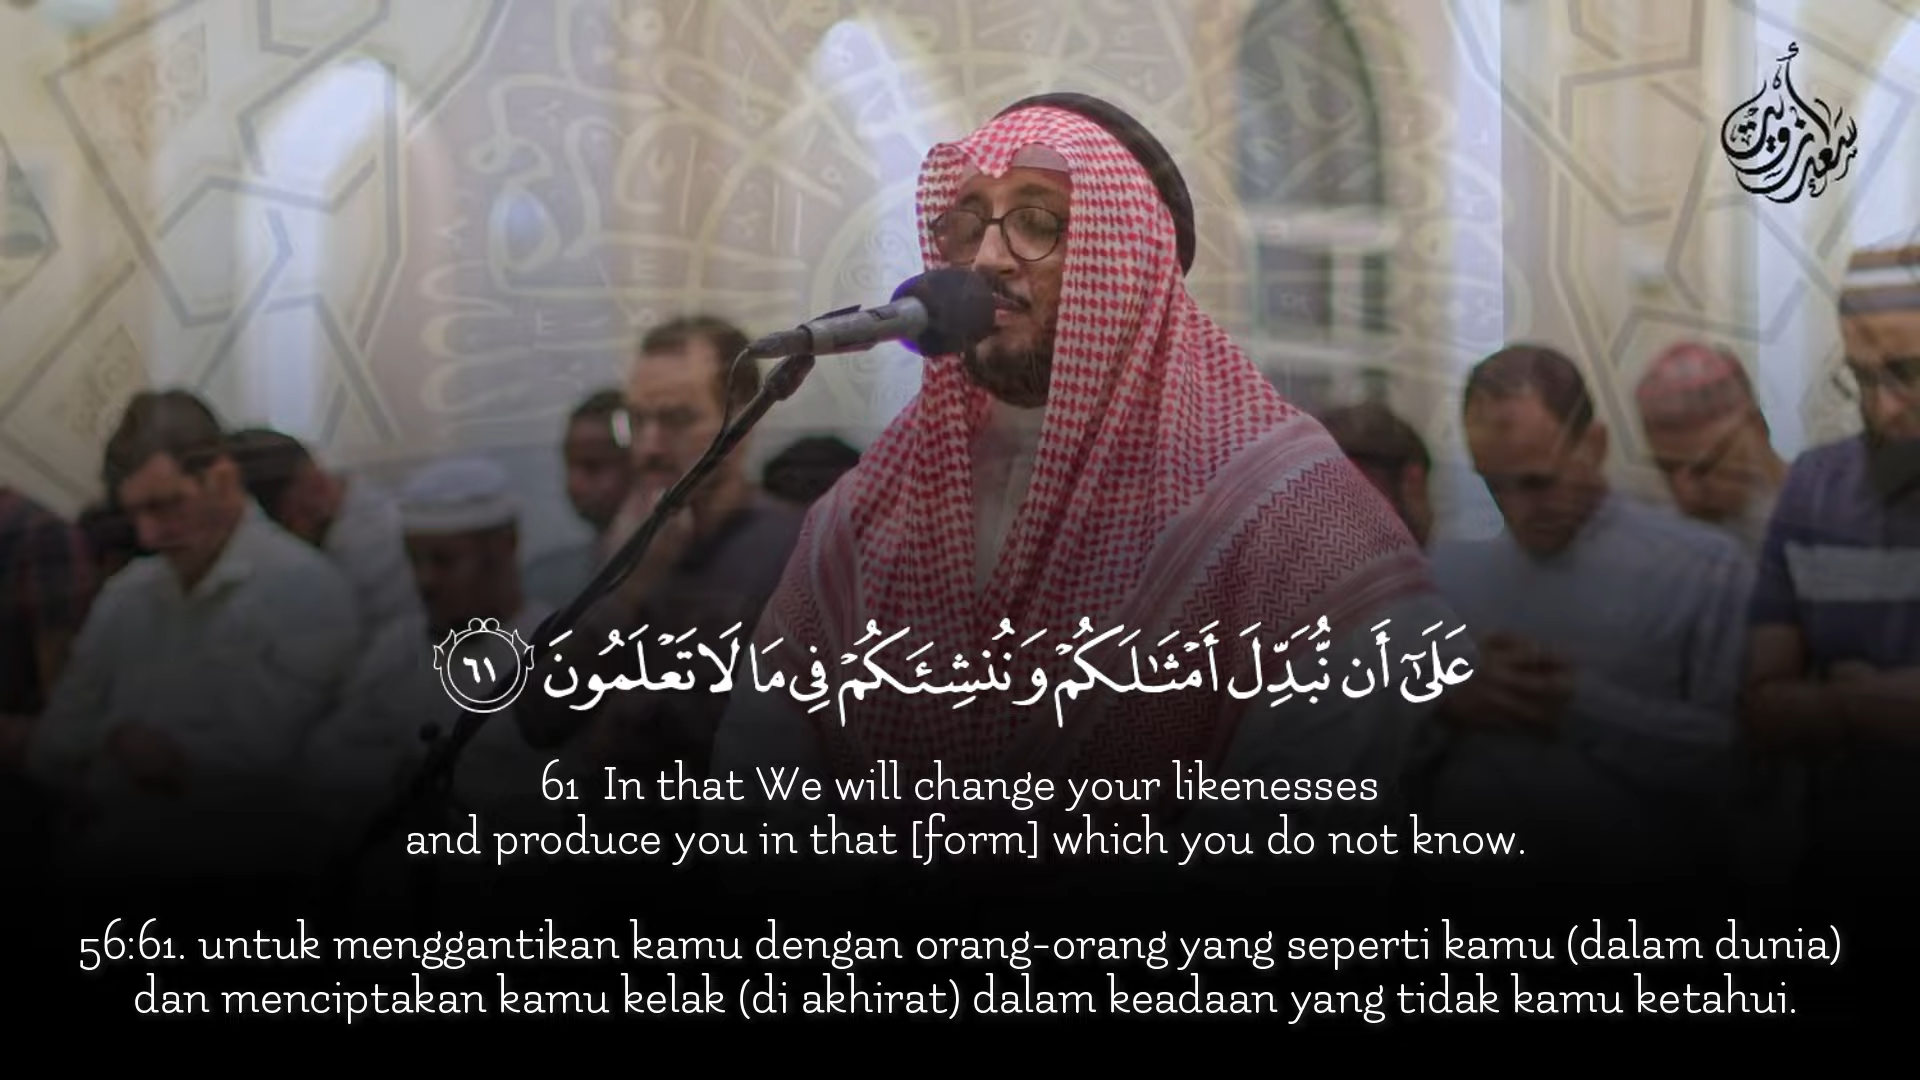 سعد أزويت
عَلَىٰٓ أَن نُّبَدِّلَ أَمْثَـٰلَكُمْ وَنُنشِئَكُمْ فِى مَا لَا تَعْلَمُونَ ٦١
61 In that We will change your likenesses
and produce you in that [form] which you do not know.
56:61. untuk menggantikan kamu dengan orang-orang yang seperti kamu (dalam dunia)
dan menciptakan kamu kelak (di akhirat) dalam keadaan yang tidak kamu ketahui.